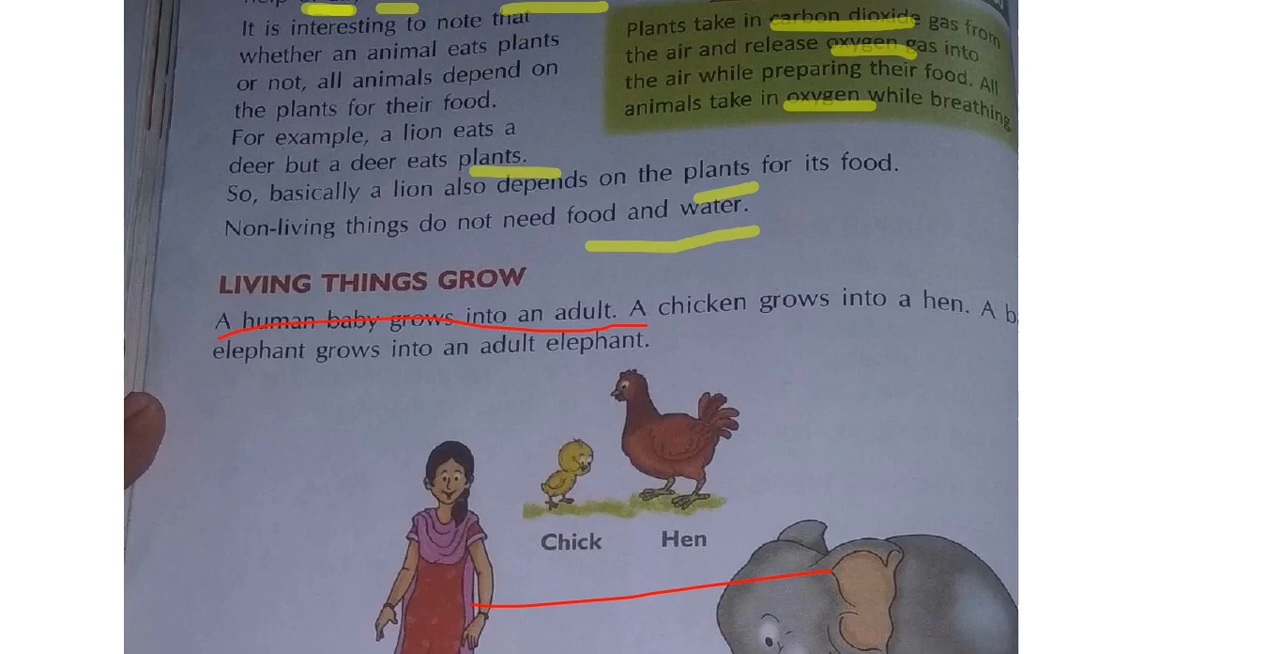 It is interesting to note that
whether an animal eats plants
or not, all animals depend on
the plants for their food.
For example, a lion eats a
deer but a deer eats plants.
So, basically a lion also depends on the plants for its food.
Non-living things do not need food and water.
Plants take in carbon dioxide gas from
the air and release oxygen gas into
the air while preparing their food. All
animals take in oxygen while breathing
LIVING THINGS GROW
A human baby grows into an adult. A chicken grows into a hen. A
elephant grows into an adult elephant.
Chick
Hen